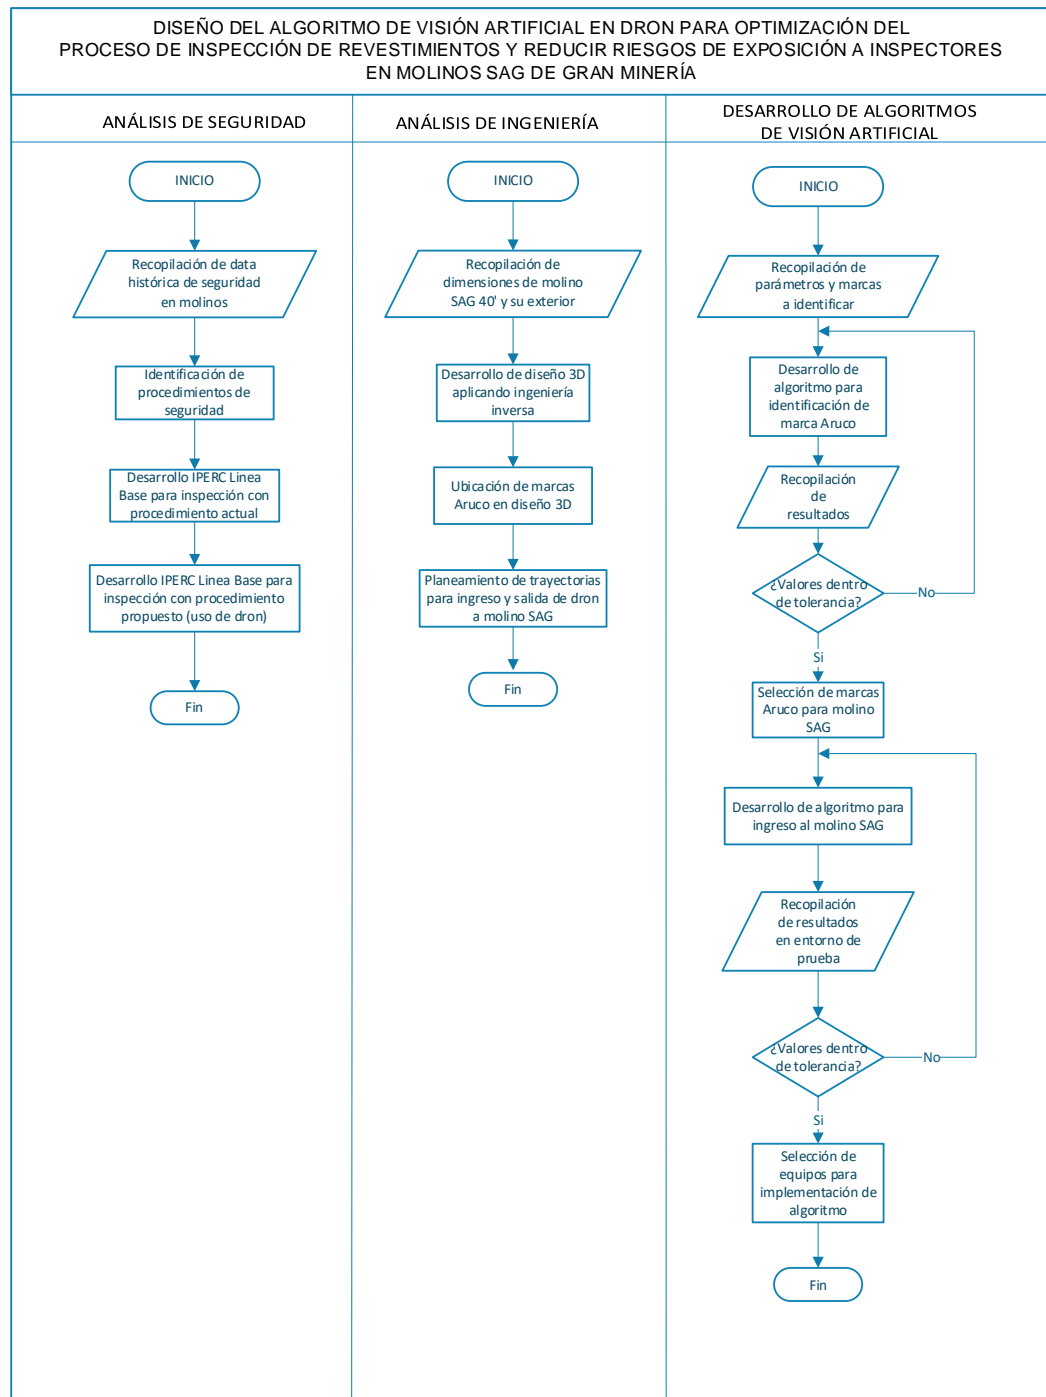 DISEÑO DEL ALGORITMO DE VISIÓN ARTIFICIAL EN DRON PARA OPTIMIZACIÓN DEL
PROCESO DE INSPECCIÓN DE REVESTIMIENTOS Y REDUCIR RIESGOS DE EXPOSICIÓN A INSPECTORES
EN MOLINOS SAG DE GRAN MINERÍA
ANÁLISIS DE SEGURIDAD
INICIO
Recopilación de data
histórica de seguridad
en molinos
Identificación de
procedimientos de
seguridad
Desarrollo IPERC Linea
Base para inspección con
procedimiento actual
Desarrollo IPERC Linea Base para
inspección con procedimiento
propuesto (uso de dron)
Fin
ANÁLISIS DE INGENIERÍA
INICIO
Recopilación de
dimensiones de molino
SAG 40' y su exterior
Desarrollo de diseño 3D
aplicando ingeniería
inversa
Ubicación de marcas
Aruco en diseño 3D
Planeamiento de trayectorias
para ingreso y salida de dron
a molino SAG
Fin
DESARROLLO DE ALGORITMOS
DE VISIÓN ARTIFICIAL
INICIO
Recopilación de
parámetros y marcas
a identificar
Desarrollo de
algoritmo para
identificación de
marca Aruco
Recopilación
de
resultados
¿Valores dentro
de tolerancia?
No
Si
Selección de marcas
Aruco para molino
SAG
Desarrollo de algoritmo para
ingreso al molino SAG
Recopilación
de resultados
en entorno de
prueba
¿Valores dentro
de tolerancia?
No
Si
Selección de
equipos para
implementación de
algoritmo
Fin